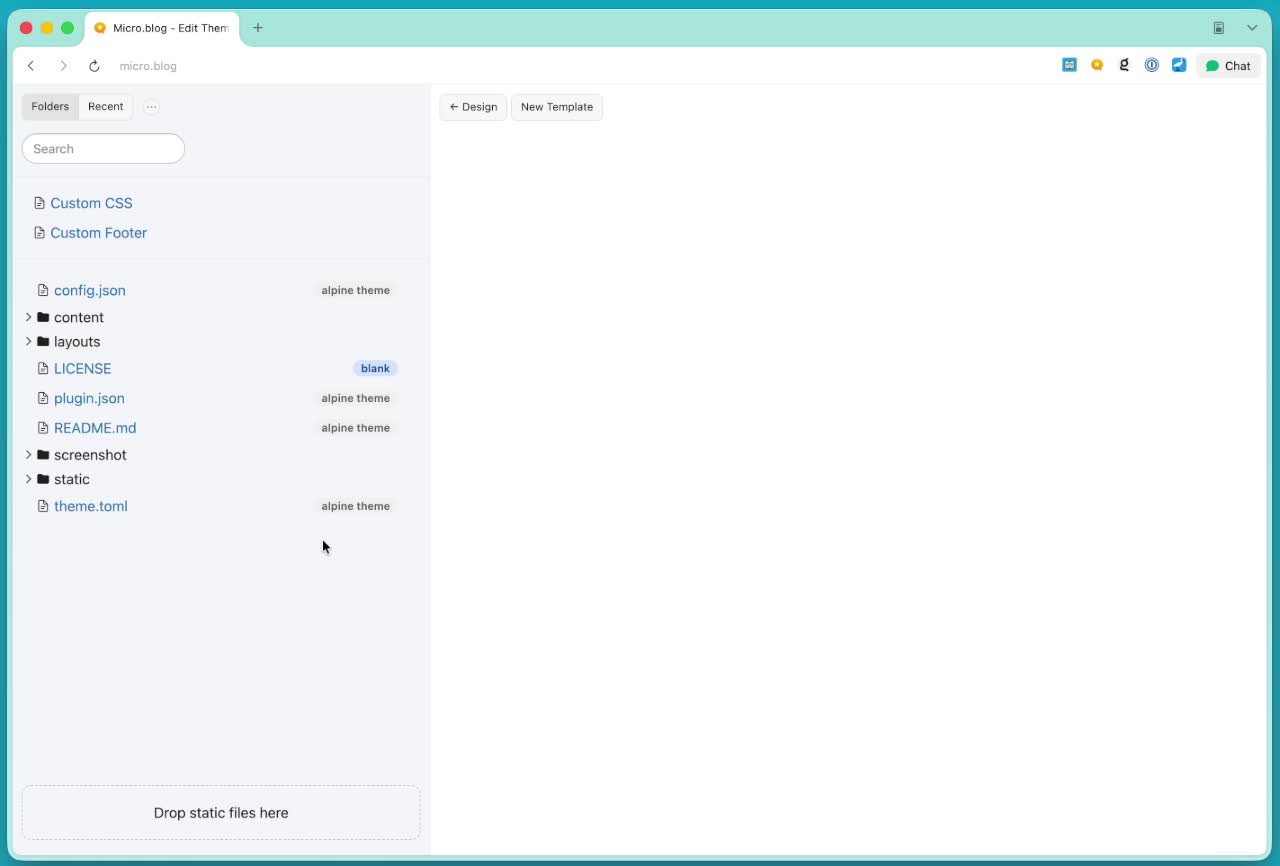 Micro.blog - Edit Them
micro.blog
Chat
Folders
Recent
← Design
New Template
Search
Custom CSS
Custom Footer
config.json
alpine theme
content
layouts
LICENSE
blank
plugin.json
alpine theme
README.md
alpine theme
screenshot
static
theme.toml
alpine theme
Drop static files here